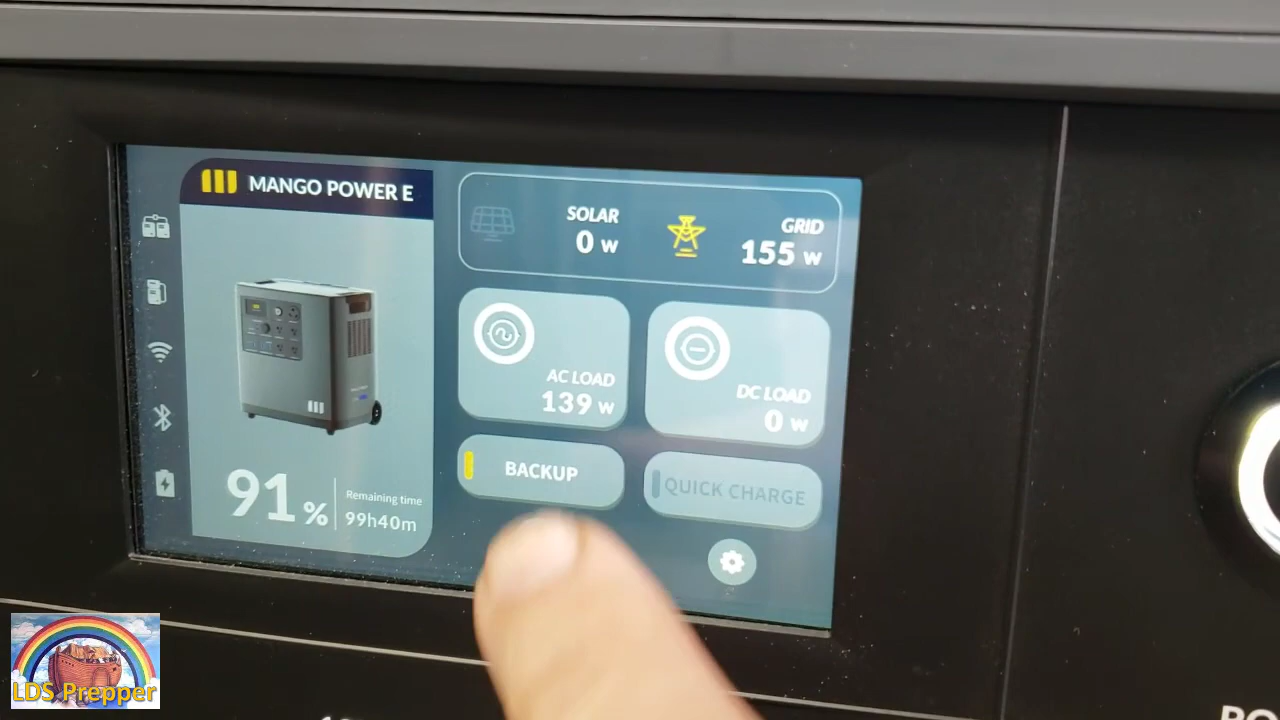 MANGO POWER E
91%
Remaining time
99h40m
SOLAR
0 W
GRID
155 W
AC LOAD
139 W
DC LOAD
0 W
BACKUP
QUICK CHARGE
LDS Prepper